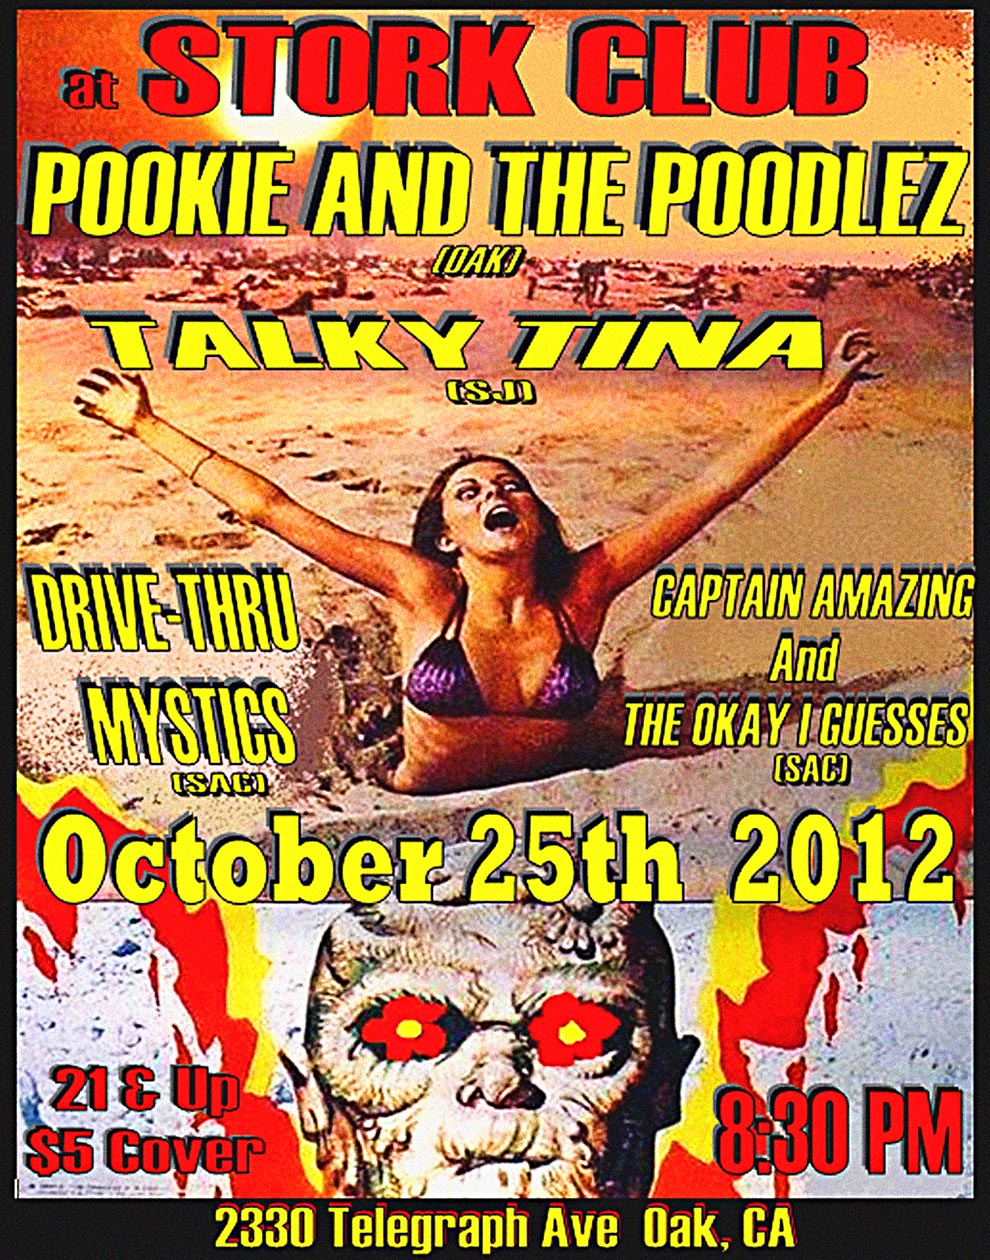 at STORK CLUB
POOKIE AND THE POODLEZ
(OAK)
TALKY TINA
(SJ)
DRIVE-THRU
MYSTICS
(SAC)
CAPTAIN AMAZING
And
THE OKAY I GUESSES
(SAC)
October 25th 2012
21 & Up
$5 Cover
8:30 PM
2330 Telegraph Ave Oak, CA